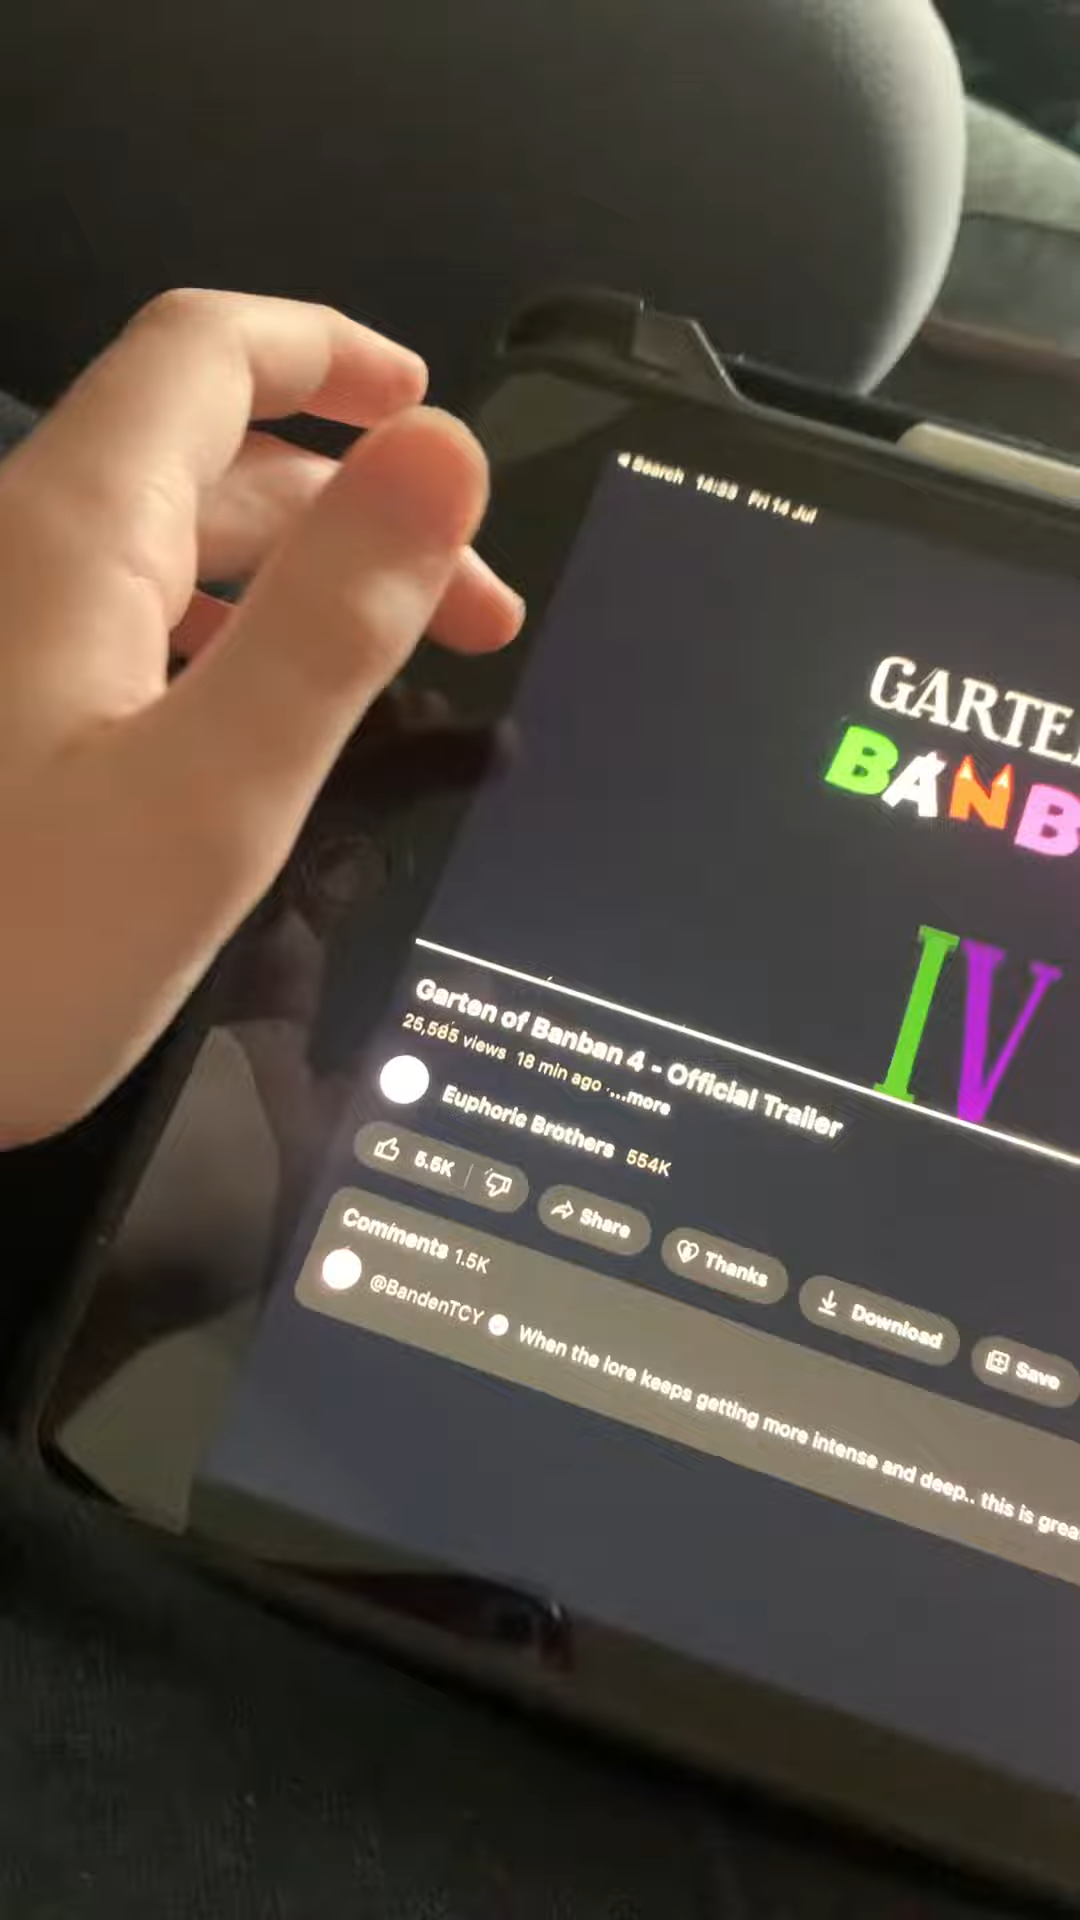 Search 14:33 Fri 14 Jul
GARTE
BANB
IV
Garten of Banban 4 - Official Trailer
25,585 views 18 min ago ...more
Euphoric Brothers 554K
5.5K Share Thanks Download Save
Comments 1.5K
@BandenTCY When the lore keeps getting more intense and deep.. this is grea